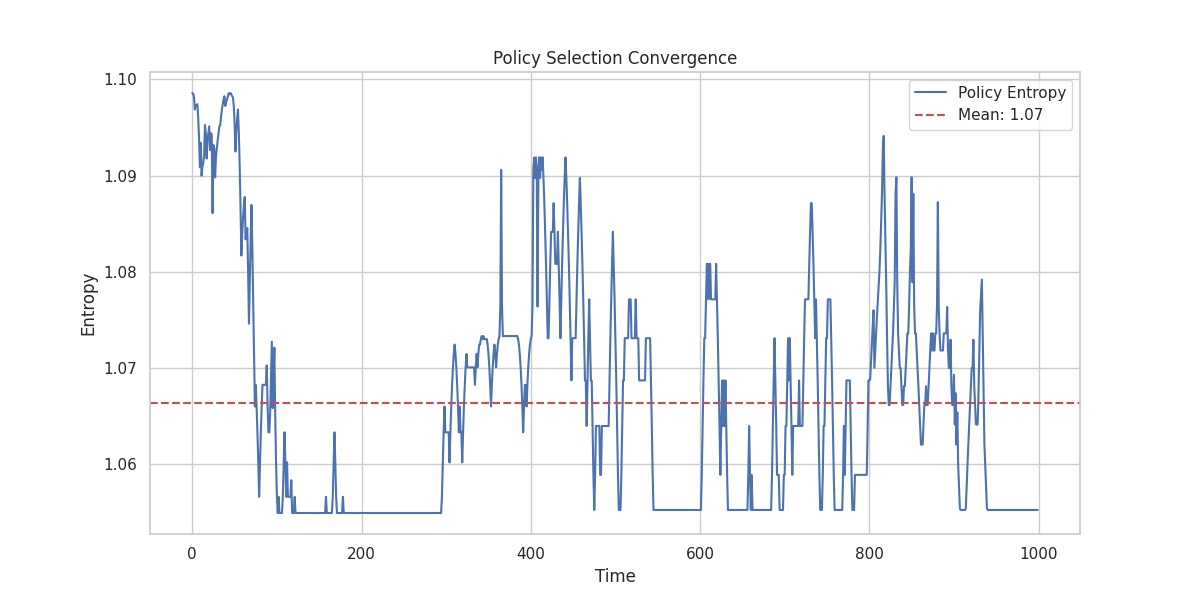 Policy Selection Convergence
1.10
1.09
1.08
1.07
1.06
Entropy
Policy Entropy
Mean: 1.07
0
200
400
600
800
1000
Time